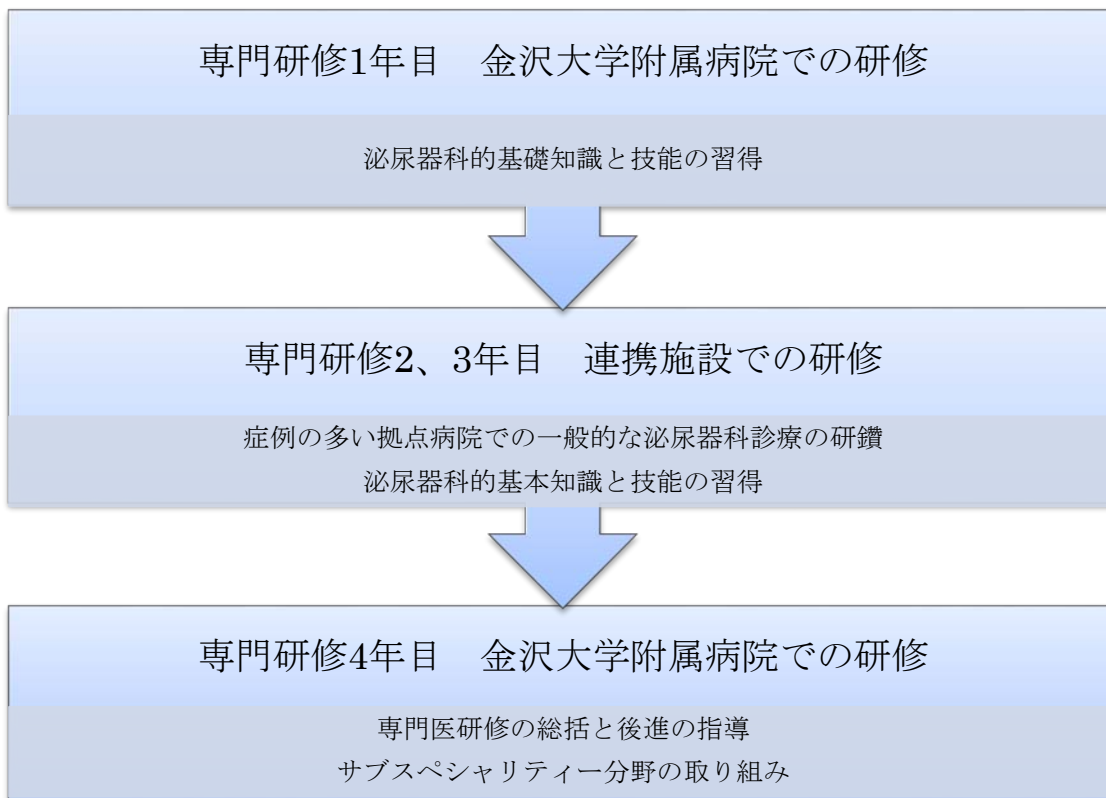 専門研修1年目　金沢大学附属病院での研修
泌尿器科的基礎知識と技能の習得
専門研修2、3年目　連携施設での研修
症例の多い拠点病院での一般的な泌尿器科診療の研鑽
泌尿器科的基本知識と技能の習得
専門研修4年目　金沢大学附属病院での研修
専門医研修の総括と後進の指導
サブスペシャリティー分野の取り組み